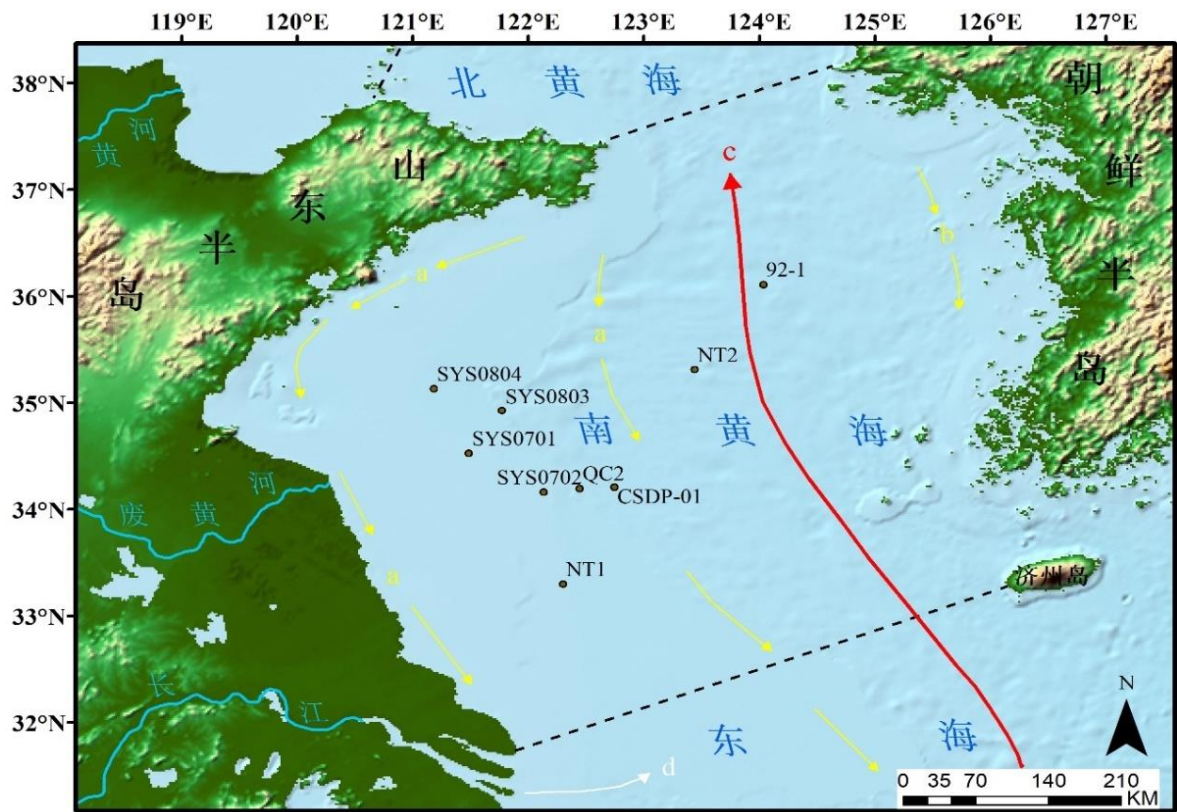 119°E 120°E 121°E 122°E 123°E 124°E 125°E 126°E 127°E
38°N
37°N
36°N
35°N
34°N
33°N
32°N
北黄海
朝鲜半岛
山东半岛
黄河
c
b
a
a
92-1
NT2
SYS0804
SYS0803
南黄海
SYS0701
SYS0702
QC2
CSDP-01
废黄河
a
NT1
济州岛
长江
东海
d
N
0 35 70 140 210
KM